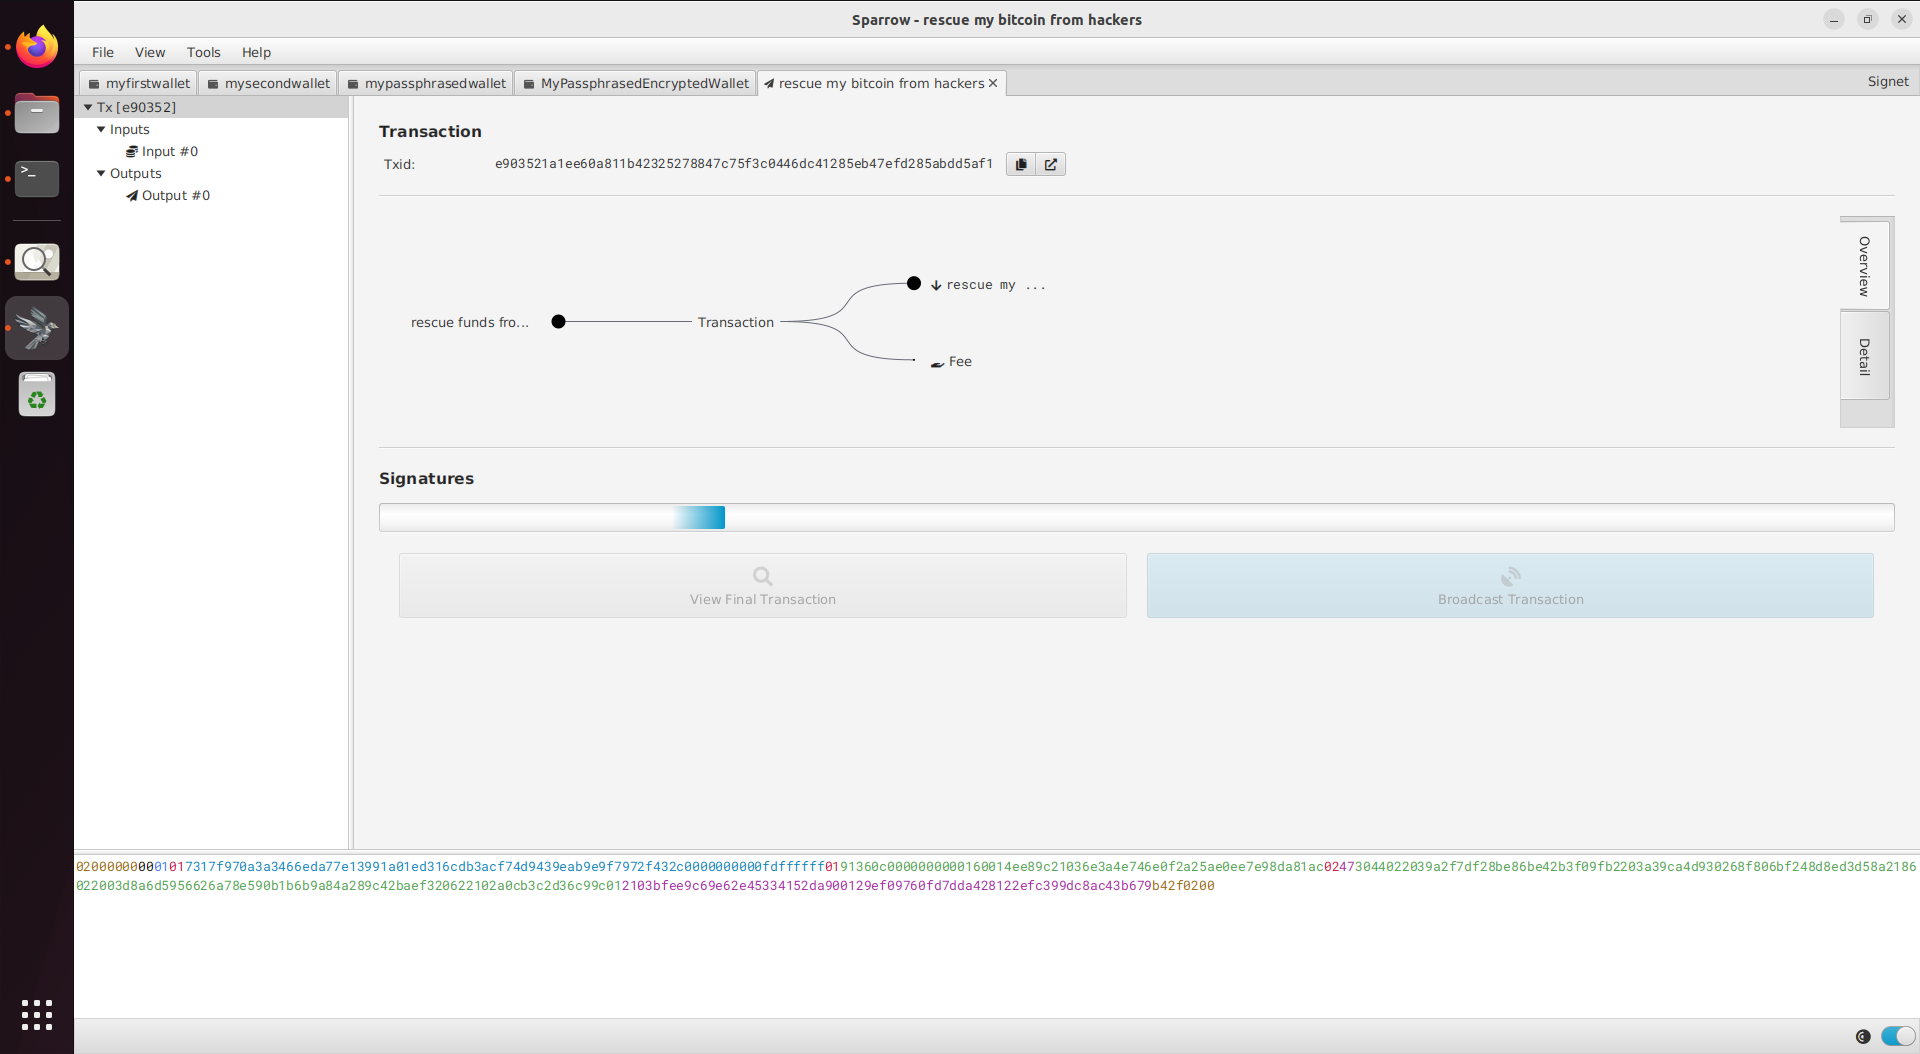 Sparrow - rescue my bitcoin from hackers
File View Tools Help
myfirstwallet mysecondwallet mypassphrasedwallet MyPassphrasedEncryptedWallet rescue my bitcoin from hackers Signet
Tx [e90352]
Inputs
Input #0
Outputs
Output #0
Transaction
Txid: e903521a1ee60a811b42325278847c75f3c0446dc41285eb47efd285abdd5af1
rescue funds fro...
Transaction
rescue my ...
Fee
Overview
Detail
Signatures
View Final Transaction
Broadcast Transaction
020000000001017317f970a3a3466eda77e13991a01ed316cdb3acf74d9439eab9e9f7972f432c0000000000fdffffff0191360c0000000000160014ee89c21036e3a4e746e0f2a25ae0ee7e98da81ac02473044022039a2f7df28be86be42b3f09fb2203a39ca4d930268f806bf248d8ed3d58a2186
022003d8a6d5956626a78e590b1b6b9a84a289c42baef320622102a0cb3c2d36c99c012103bfee9c69e62e45334152da900129ef09760fd7dda428122efc399dc8ac43b679b42f0200